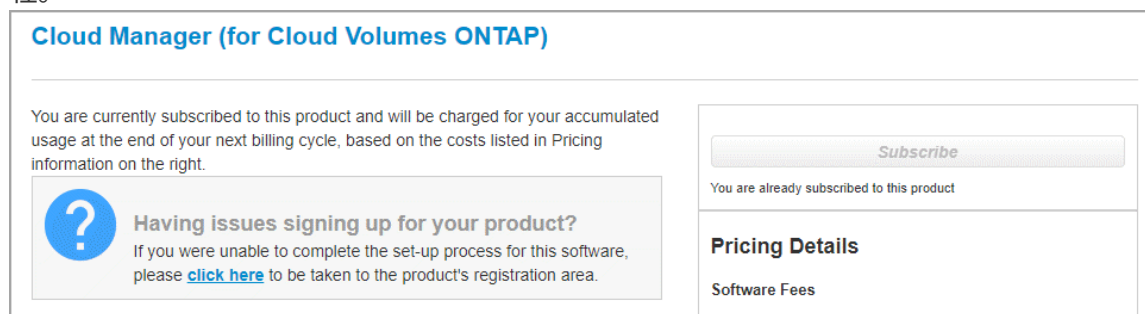 Cloud Manager (for Cloud Volumes ONTAP)
You are currently subscribed to this product and will be charged for your accumulated
usage at the end of your next billing cycle, based on the costs listed in Pricing
information on the right.
Having issues signing up for your product?
If you were unable to complete the set-up process for this software,
please click here to be taken to the product's registration area.
Subscribe
You are already subscribed to this product
Pricing Details
Software Fees